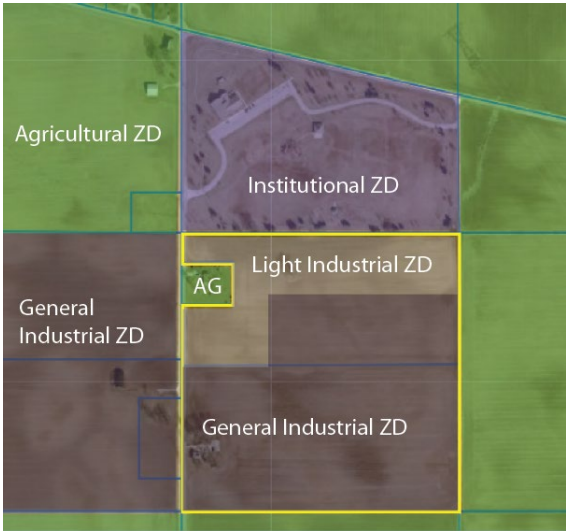 Agricultural ZD
Institutional ZD
Light Industrial ZD
AG
General
Industrial ZD
General Industrial ZD